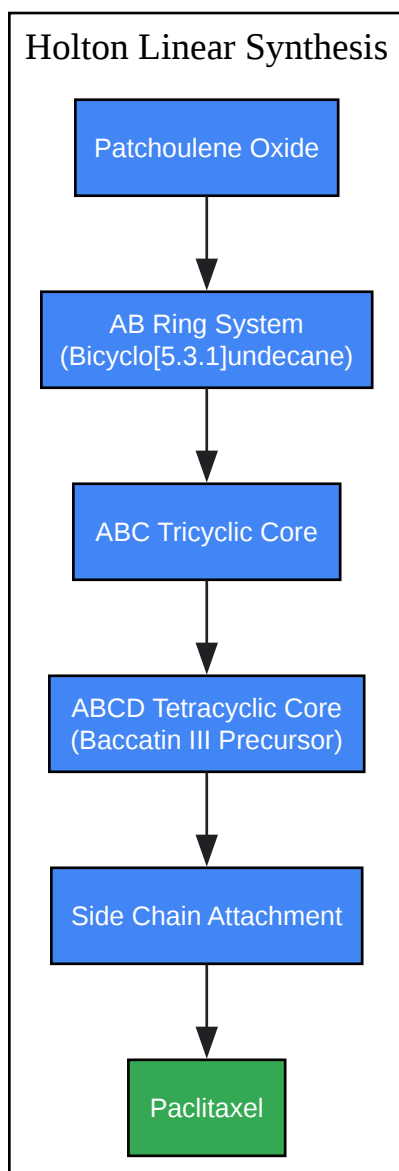 Holton Linear Synthesis
Patchoulene Oxide
AB Ring System
(Bicyclo[5.3.1]undecane)
ABC Tricyclic Core
ABCD Tetracyclic Core
(Baccatin III Precursor)
Side Chain Attachment
Paclitaxel